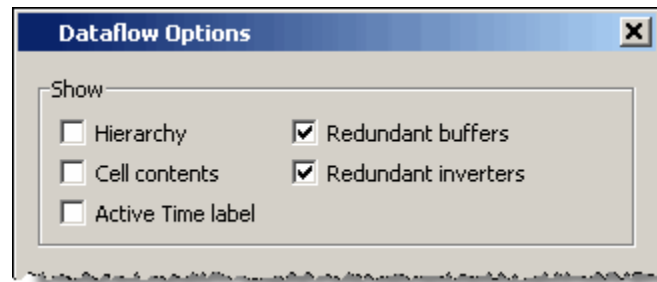 Dataflow Options
Show
Hierarchy
Redundant buffers
Cell contents
Redundant inverters
Active Time label